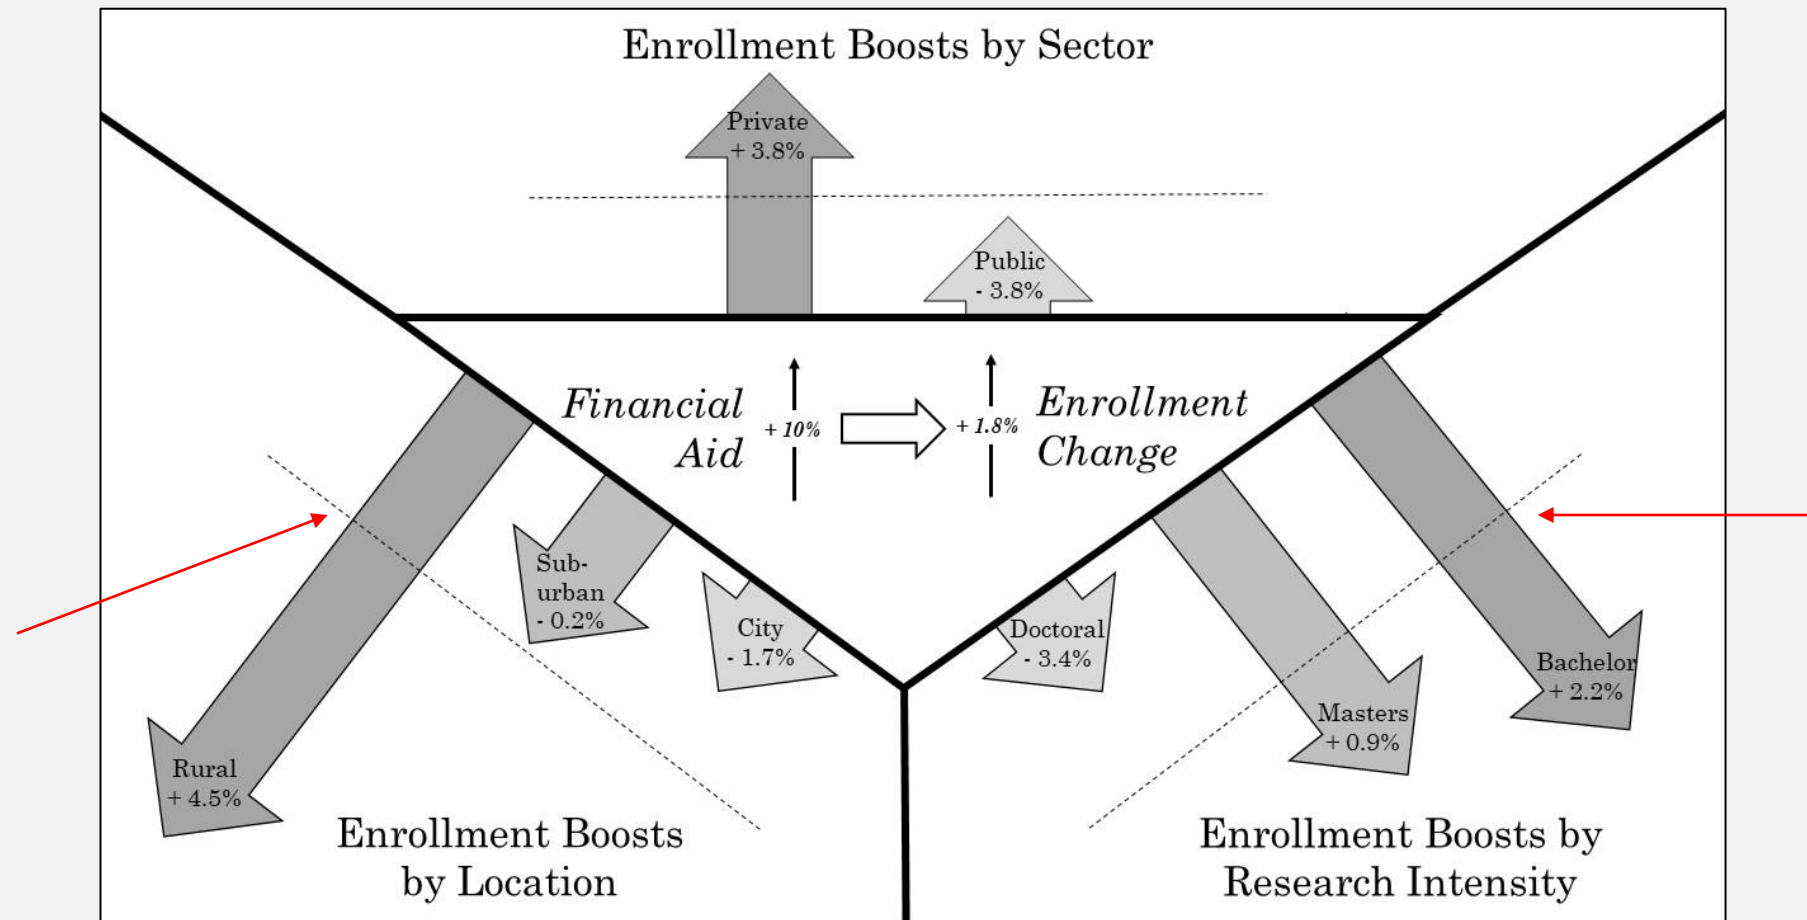 Enrollment Boosts by Sector
Private
+ 3.8%
Public
- 3.8%
Financial
Aid
+ 10%
+ 1.8%
Enrollment
Change
Sub-
urban
- 0.2%
City
- 1.7%
Doctoral
- 3.4%
Bachelor
+ 2.2%
Masters
+ 0.9%
Rural
+ 4.5%
Enrollment Boosts
by Location
Enrollment Boosts by
Research Intensity